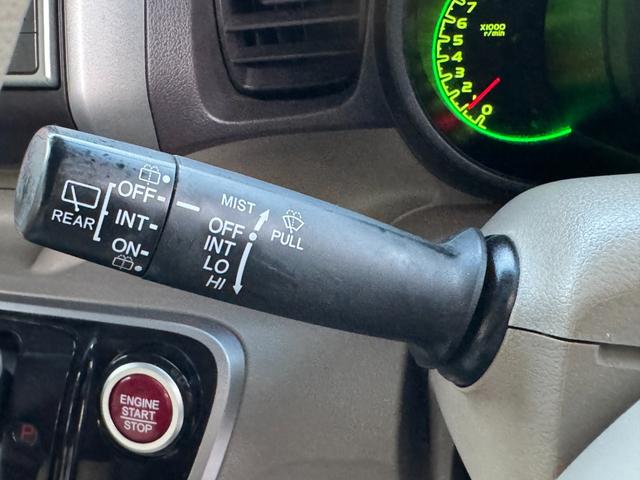 7
6
5
4
3
2
0
X1000
r/min
OFF
REAR
INT
ON
MIST
OFF
INT
LO
HI
PULL
ENGINE
START
STOP
P